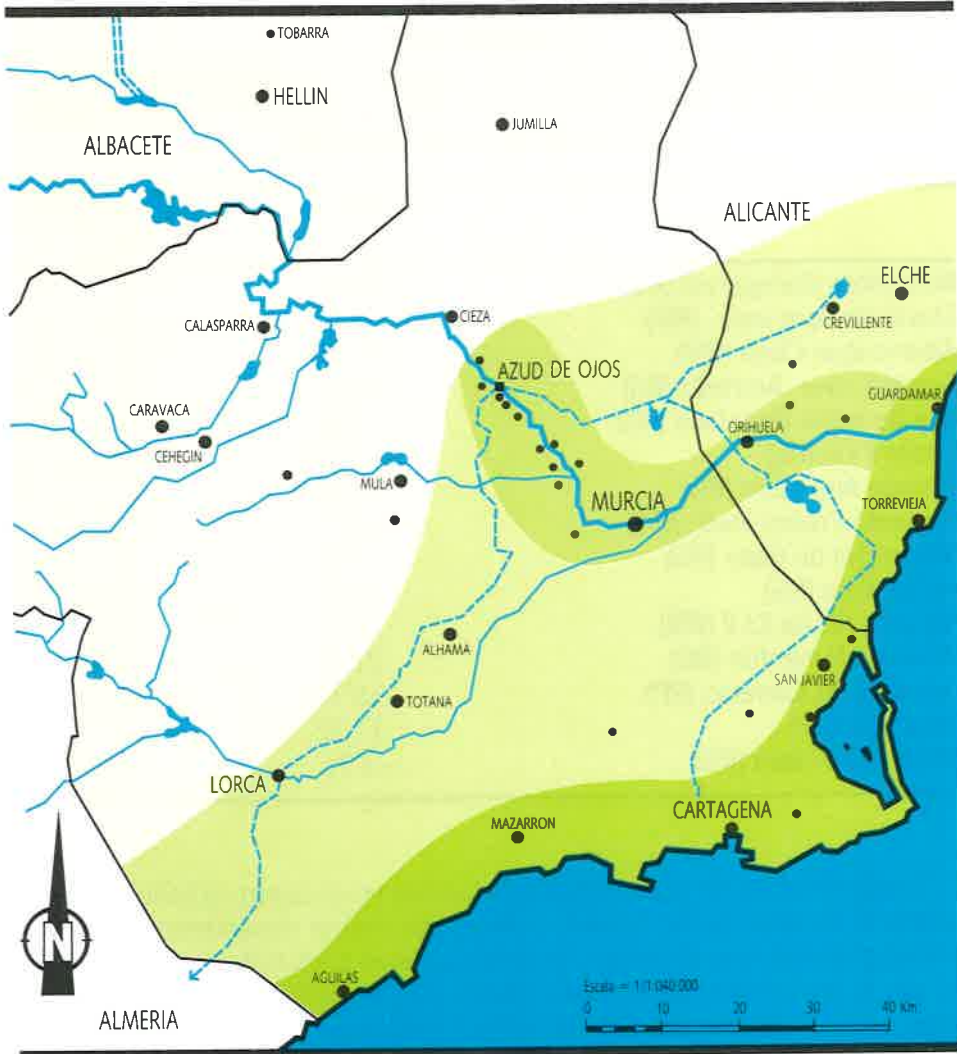 TOBARRA
HELLIN
JUMILLA
ALBACETE
ALICANTE
ELCHE
CALASPARRA
CIEZA
CREVILLENTE
AZUD DE OJOS
GUARDAMAR
CARAVACA
CEHEGIN
ORIHUELA
MULA
MURCIA
TORREVIEJA
ALHAMA
SAN JAVIER
TOTANA
LORCA
CARTAGENA
MAZARRON
N
AGUILAS
ALMERIA
Escala = 1/1.040.000
0 10 20 30 40 Km.